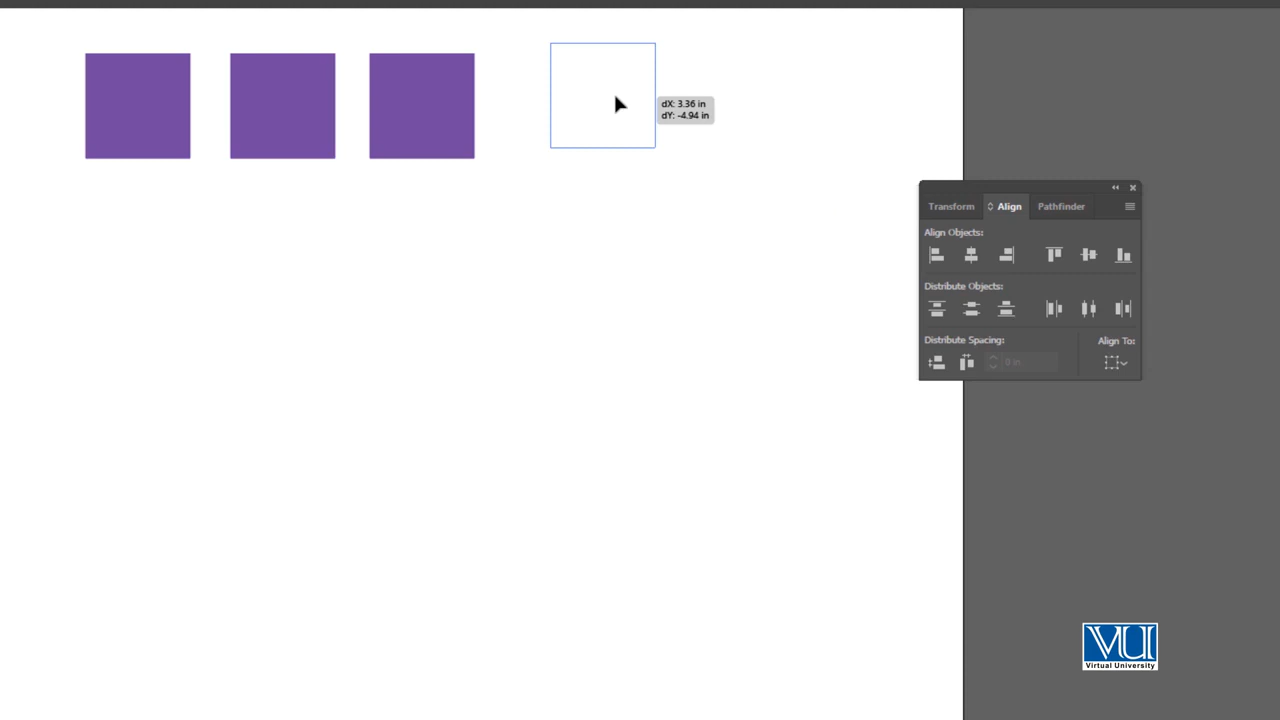 dX: 3.36 in
dY: -4.94 in
Transform
Align
Pathfinder
Align Objects:
Distribute Objects:
Distribute Spacing:
Align To:
0 in
VU
Virtual University